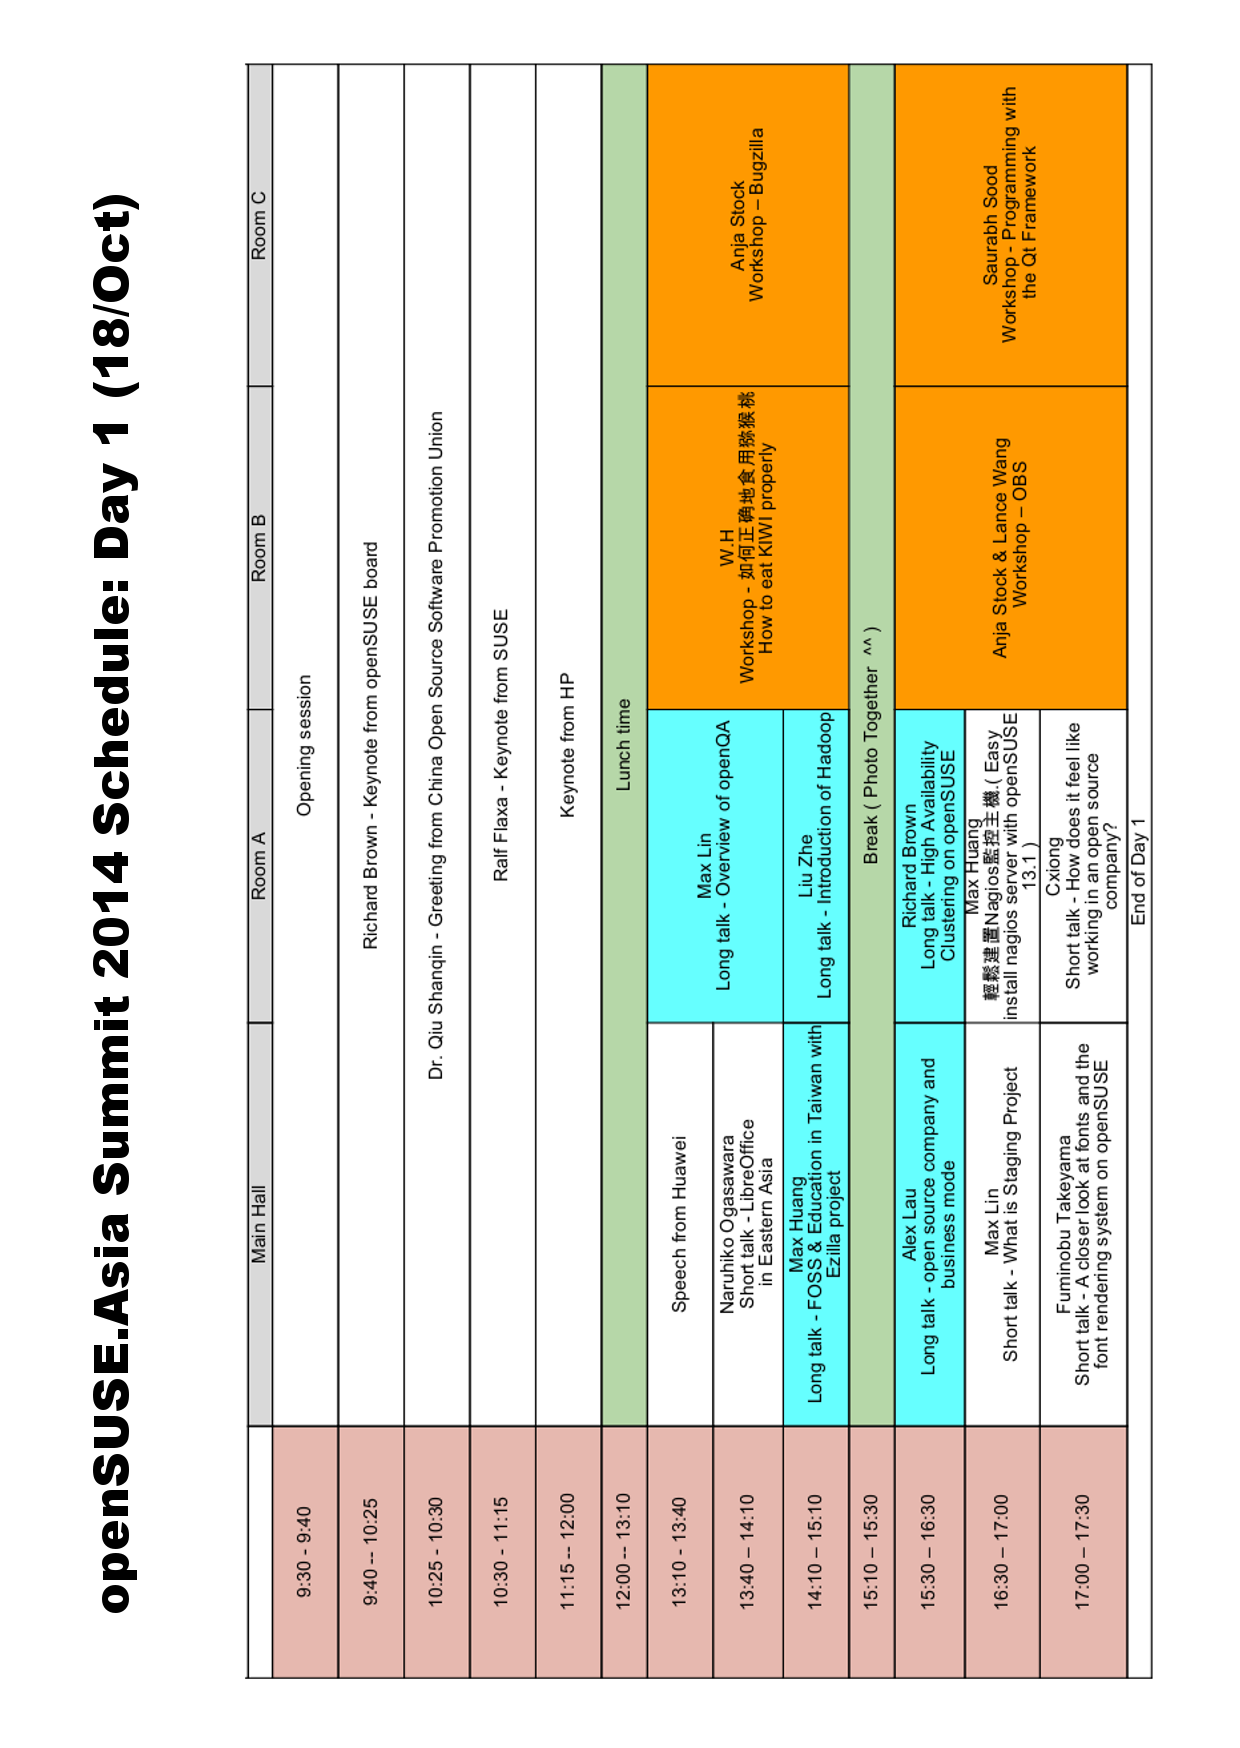 openSUSE.Asia Summit 2014 Schedule: Day 1 (18/Oct)
Main Hall
Room A
Room B
Room C
9:30 - 9:40
Opening session
9:40 -- 10:25
Richard Brown - Keynote from openSUSE board
10:25 - 10:30
Dr. Qiu Shanqin - Greeting from China Open Source Software Promotion Union
10:30 - 11:15
Ralf Flaxa - Keynote from SUSE
11:15 -- 12:00
Keynote from HP
12:00 -- 13:10
Lunch time
13:10 - 13:40
Speech from Huawei
Max Lin
Long talk - Overview of openQA
W.H
Workshop - 如何正确地食用猕猴桃
How to eat KIWI properly
Anja Stock
Workshop – Bugzilla
13:40 – 14:10
Naruhiko Ogasawara
Short talk - LibreOffice
in Eastern Asia
14:10 – 15:10
Max Huang
Long talk - FOSS & Education in Taiwan with
Ezilla project
Liu Zhe
Long talk - Introduction of Hadoop
15:10 – 15:30
Break ( Photo Together ^^ )
15:30 – 16:30
Alex Lau
Long talk - open source company and
business mode
Richard Brown
Long talk - High Availability
Clustering on openSUSE
Anja Stock & Lance Wang
Workshop – OBS
Saurabh Sood
Workshop - Programming with
the Qt Framework
16:30 – 17:00
Max Lin
Short talk - What is Staging Project
Max Huang
輕鬆建置Nagios監控主機.( Easy
install nagios server with openSUSE
13.1 )
17:00 – 17:30
Fuminobu Takeyama
Short talk - A closer look at fonts and the
font rendering system on openSUSE
Cxiong
Short talk - How does it feel like
working in an open source
company?
End of Day 1